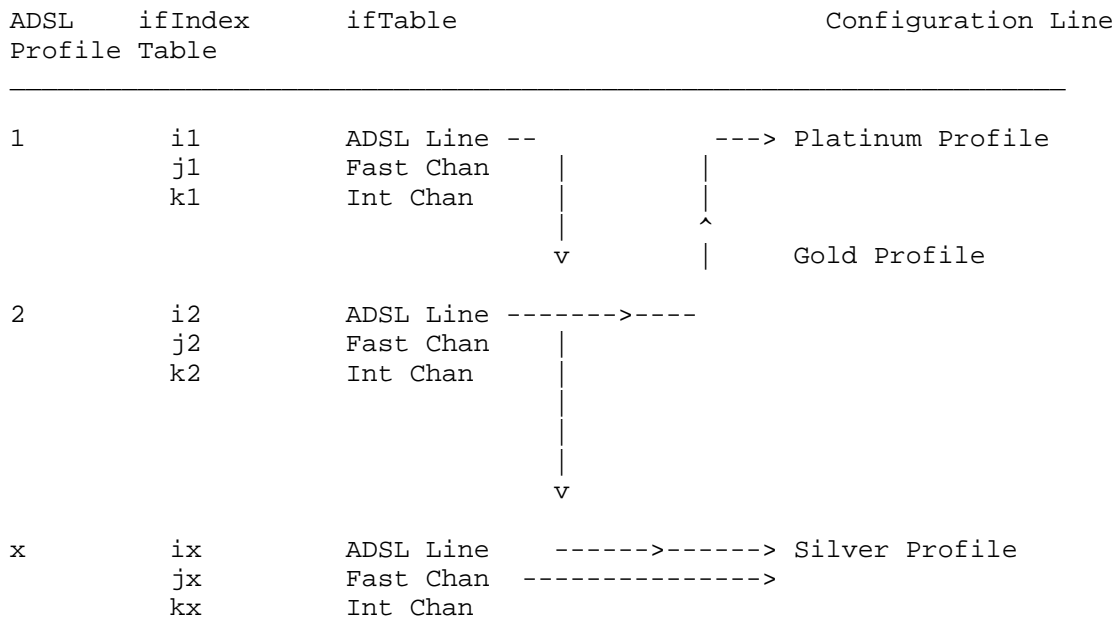 ADSL ifIndex ifTable Configuration Line
Profile Table
1 i1 ADSL Line -- ---> Platinum Profile
j1 Fast Chan | |
k1 Int Chan | |
| ^
v | Gold Profile
2 i2 ADSL Line ------->----
j2 Fast Chan |
k2 Int Chan |
|
|
|
v
x ix ADSL Line ------>------> Silver Profile
jx Fast Chan --------------->
kx Int Chan